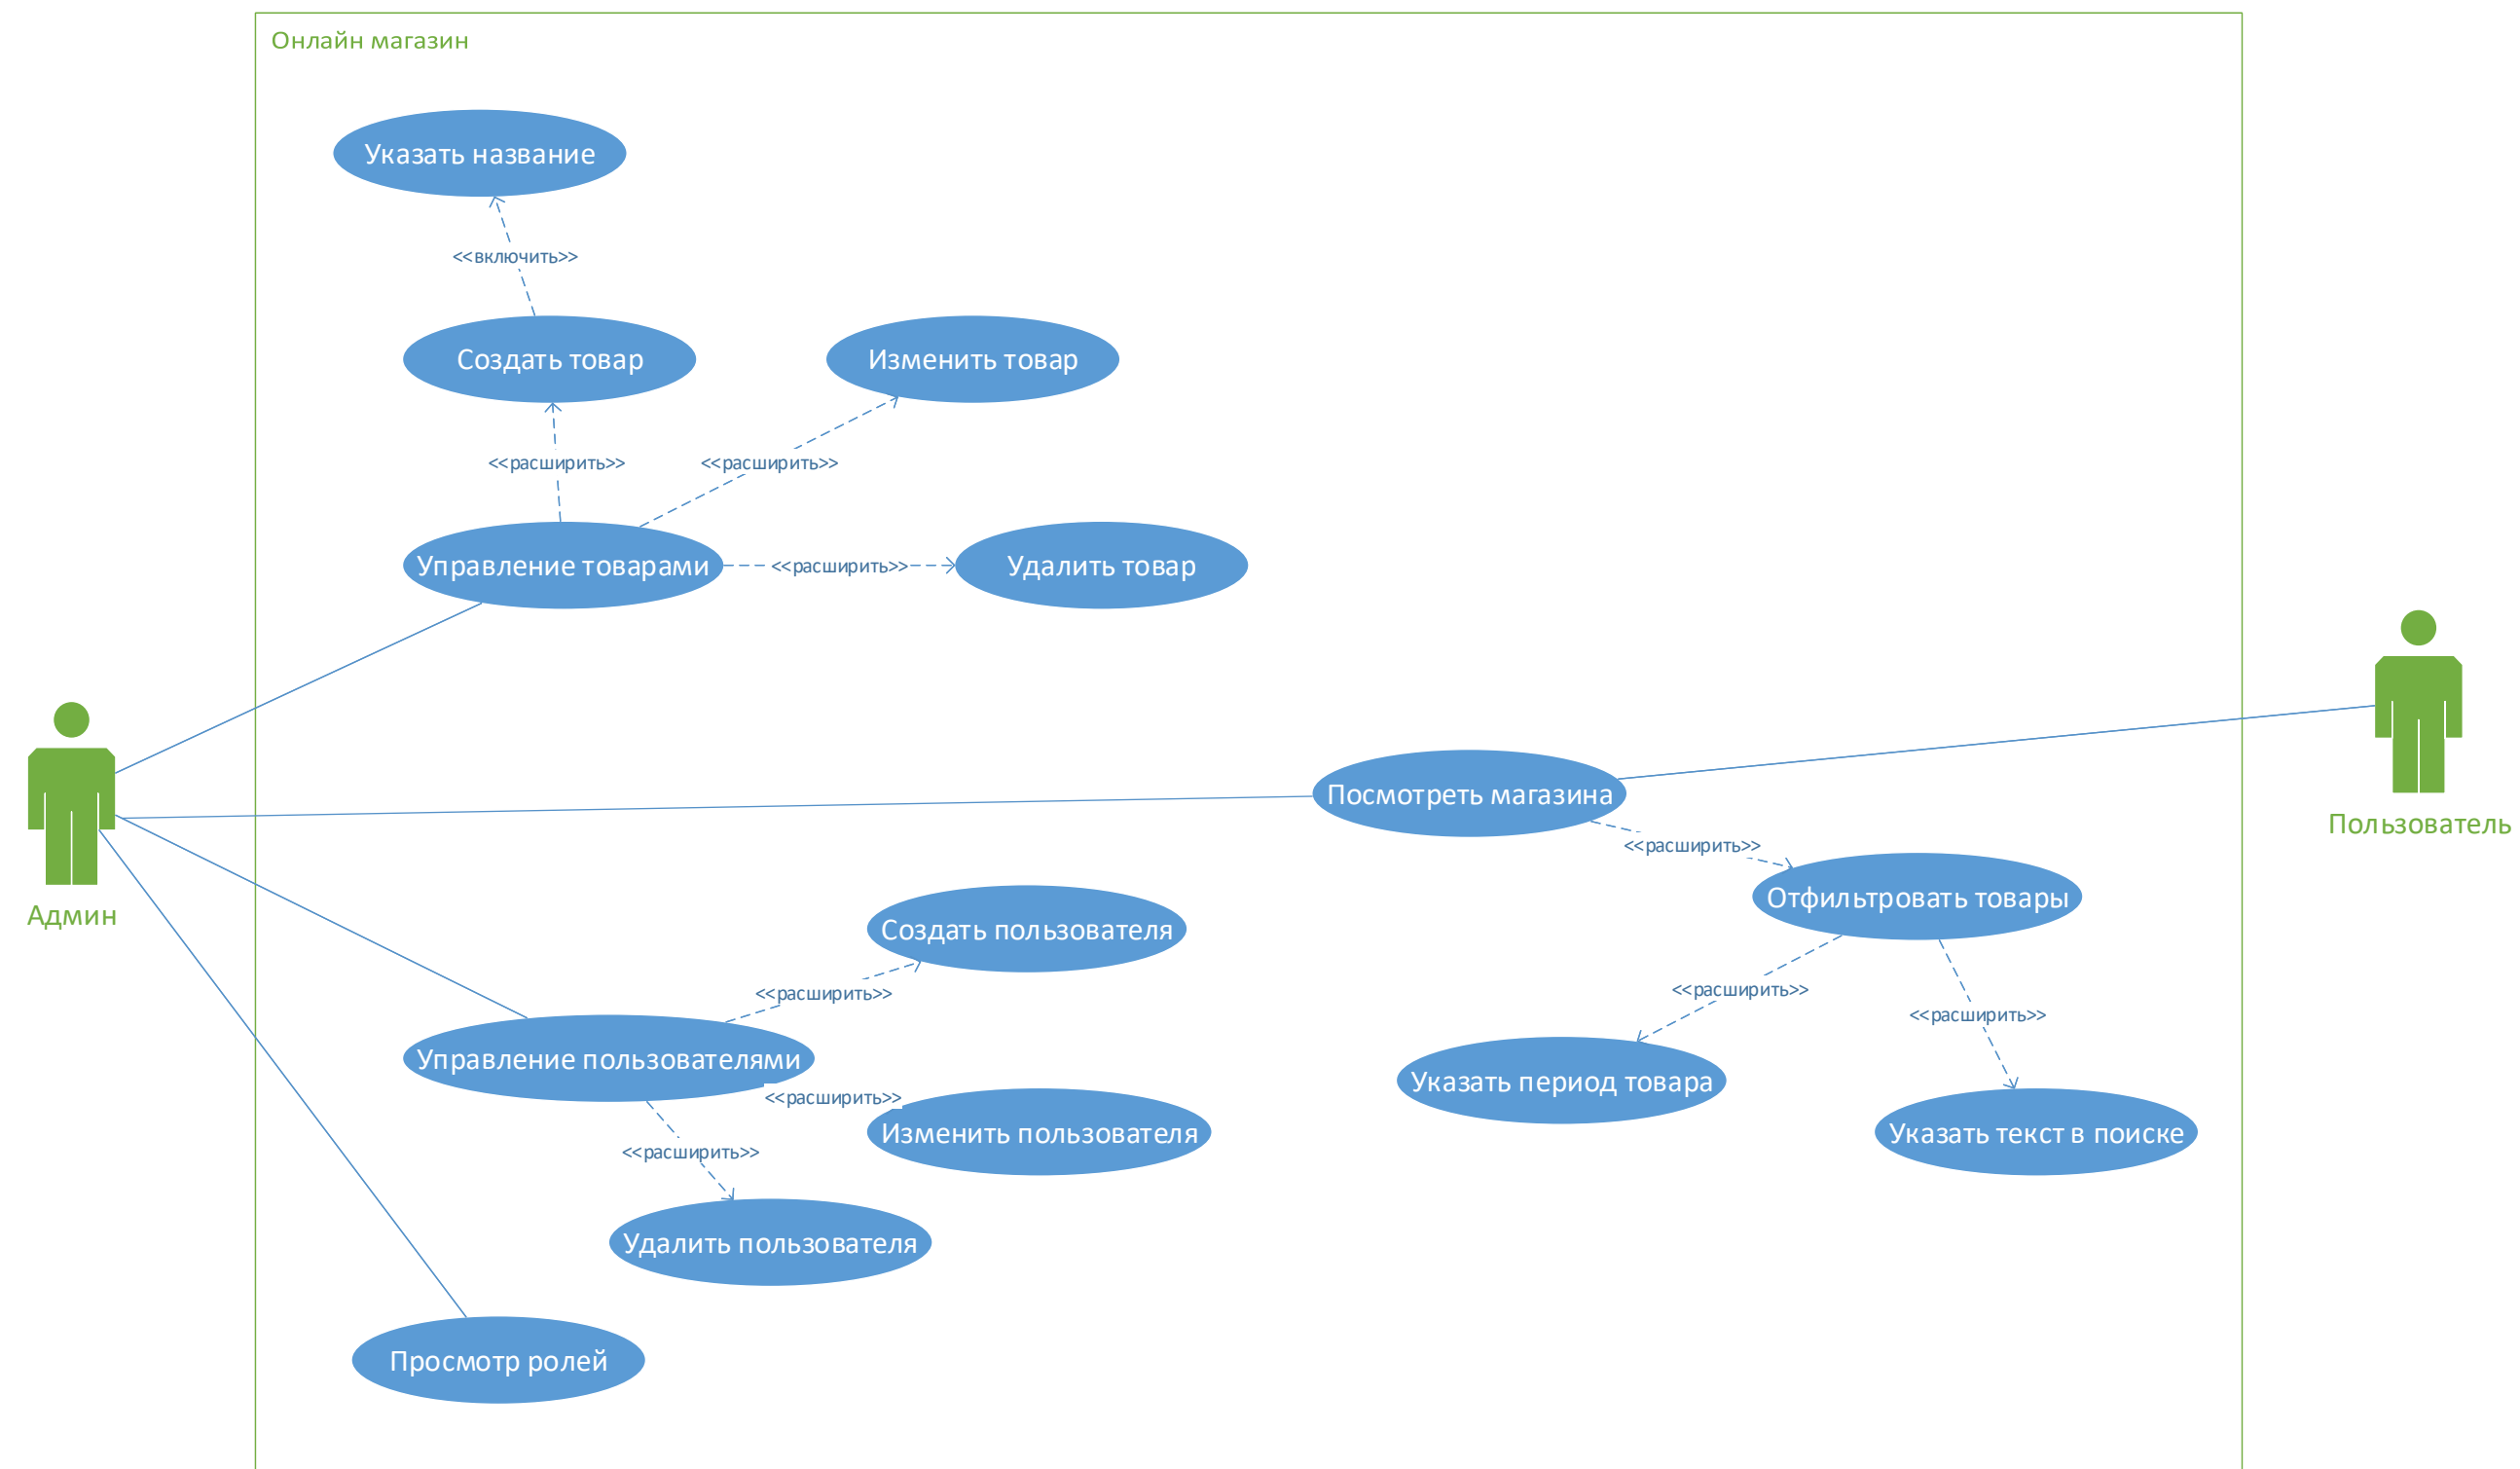 Онлайн магазин
Указать название
<<включить>>
Создать товар
Изменить товар
<<расширить>>
<<расширить>>
Управление товарами
<<расширить>>
Удалить товар
Посмотреть магазина
Пользователь
<<расширить>>
Отфильтровать товары
Админ
Создать пользователя
<<расширить>>
<<расширить>>
<<расширить>>
Управление пользователями
Указать период товара
<<расширить>>
Изменить пользователя
Указать текст в поиске
<<расширить>>
Удалить пользователя
Просмотр ролей